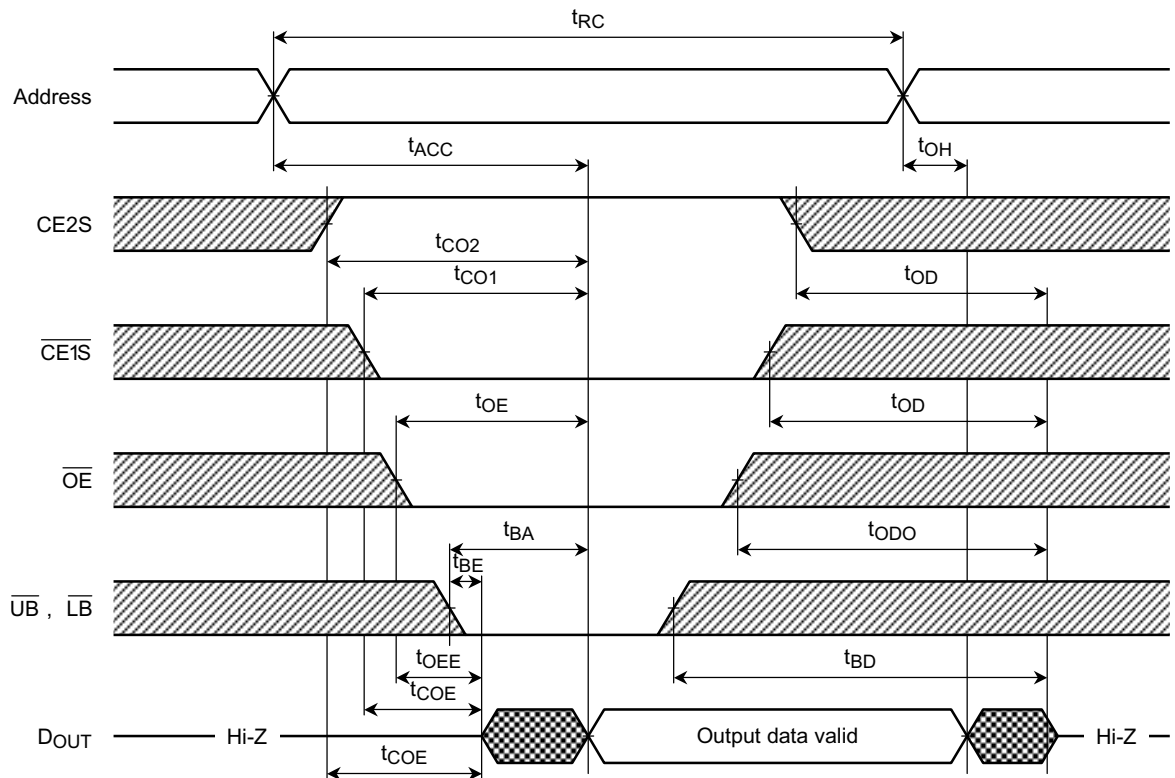 tRC
Address
tACC
tOH
CE2S
tCO2
tCO1
tOD
CE1S
tOE
tOD
OE
tBA
tODO
tBE
UB , LB
tOEE
tBD
tCOE
DOUT
Hi-Z
Output data valid
Hi-Z
tCOE